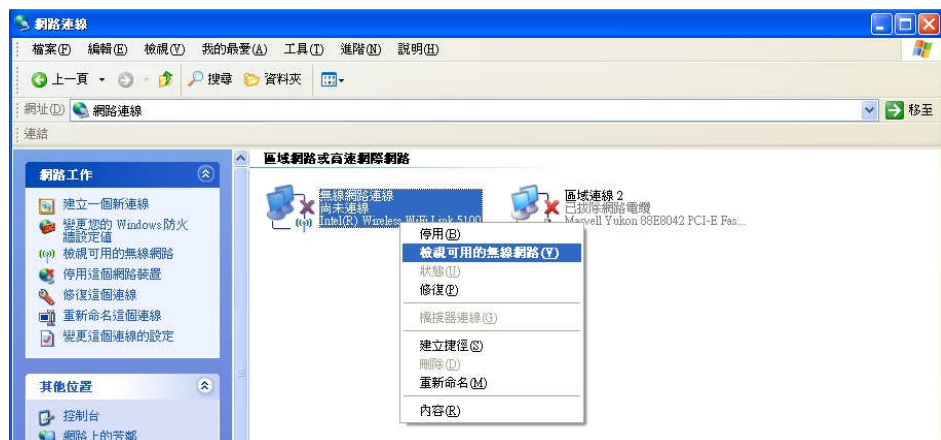 網路連線
檔案(F) 編輯(E) 檢視(V) 我的最愛(A) 工具(T) 進階(N) 說明(H)
上一頁 搜尋 資料夾
網址(D) 網路連線 移至
連結
網路工作
建立一個新連線
變更您的 Windows 防火
牆設定值
檢視可用的無線網路
停用這個網路裝置
修復這個連線
重新命名這個連線
變更這個連線的設定
其他位置
控制台
網路上的芳鄰
區域網路或高速網際網路
無線網路連線
尚未連線
Intel(R) Wireless WiFi Link 5100
區域連線 2
已拔除網路電纜
Marvell Yukon 88E8042 PCI-E Fas...
停用(B)
檢視可用的無線網路(V)
狀態(U)
修復(P)
橋接器連線(G)
建立捷徑(S)
刪除(D)
重新命名(M)
內容(R)